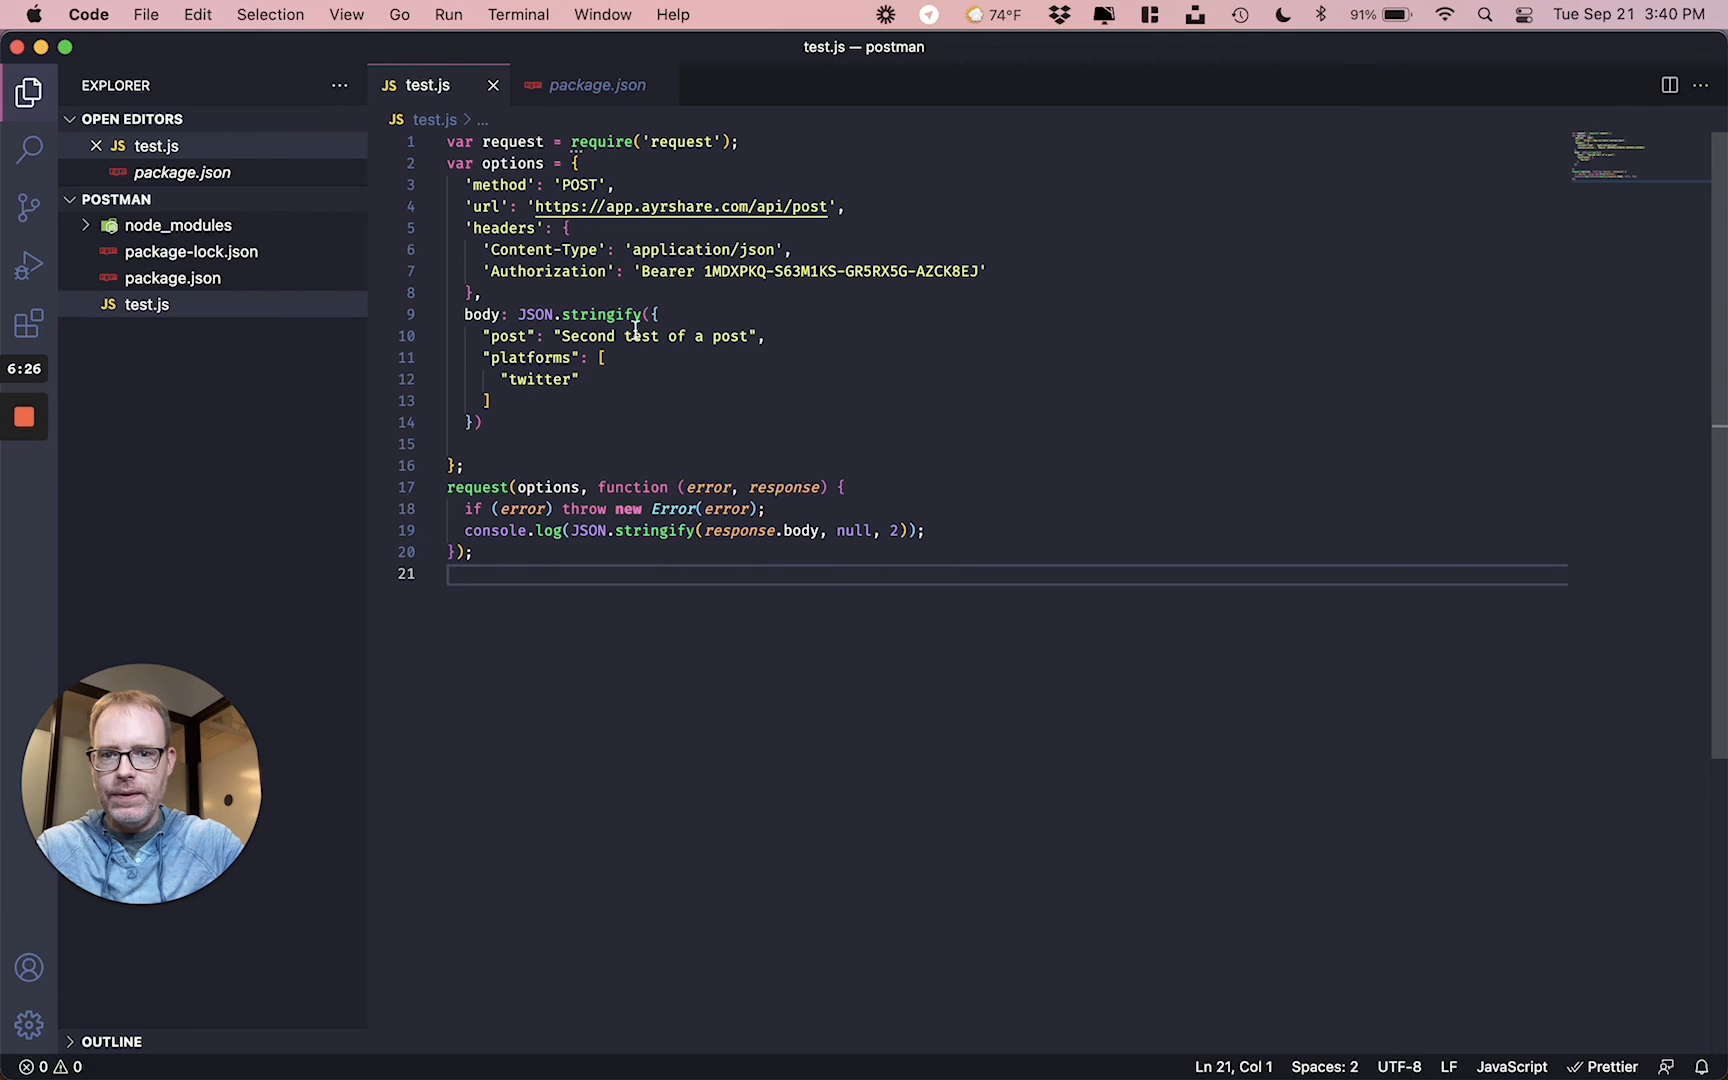 Code File Edit Selection View Go Run Terminal Window Help 74°F 91% Tue Sep 21 3:40 PM
test.js — postman
EXPLORER
OPEN EDITORS
JS test.js
package.json
POSTMAN
node_modules
package-lock.json
package.json
JS test.js
6:26
OUTLINE
JS test.js
package.json
JS test.js > ...
1 var request = require('request');
2 var options = {
3 'method': 'POST',
4 'url': 'https://app.ayrshare.com/api/post',
5 'headers': {
6 'Content-Type': 'application/json',
7 'Authorization': 'Bearer 1MDXPKQ-S63M1KS-GR5RX5G-AZCK8EJ'
8 },
9 body: JSON.stringify({
10 "post": "Second test of a post",
11 "platforms": [
12 "twitter"
13 ]
14 })
15
16 };
17 request(options, function (error, response) {
18 if (error) throw new Error(error);
19 console.log(JSON.stringify(response.body, null, 2));
20 });
21
0 0 Ln 21, Col 1 Spaces: 2 UTF-8 LF JavaScript Prettier